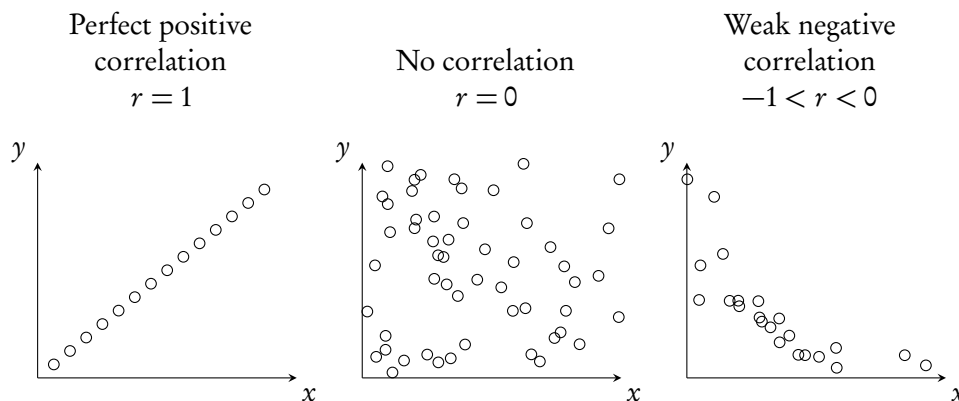 Perfect positive
correlation
r = 1
y
x
No correlation
r = 0
y
x
Weak negative
correlation
−1 < r < 0
y
x